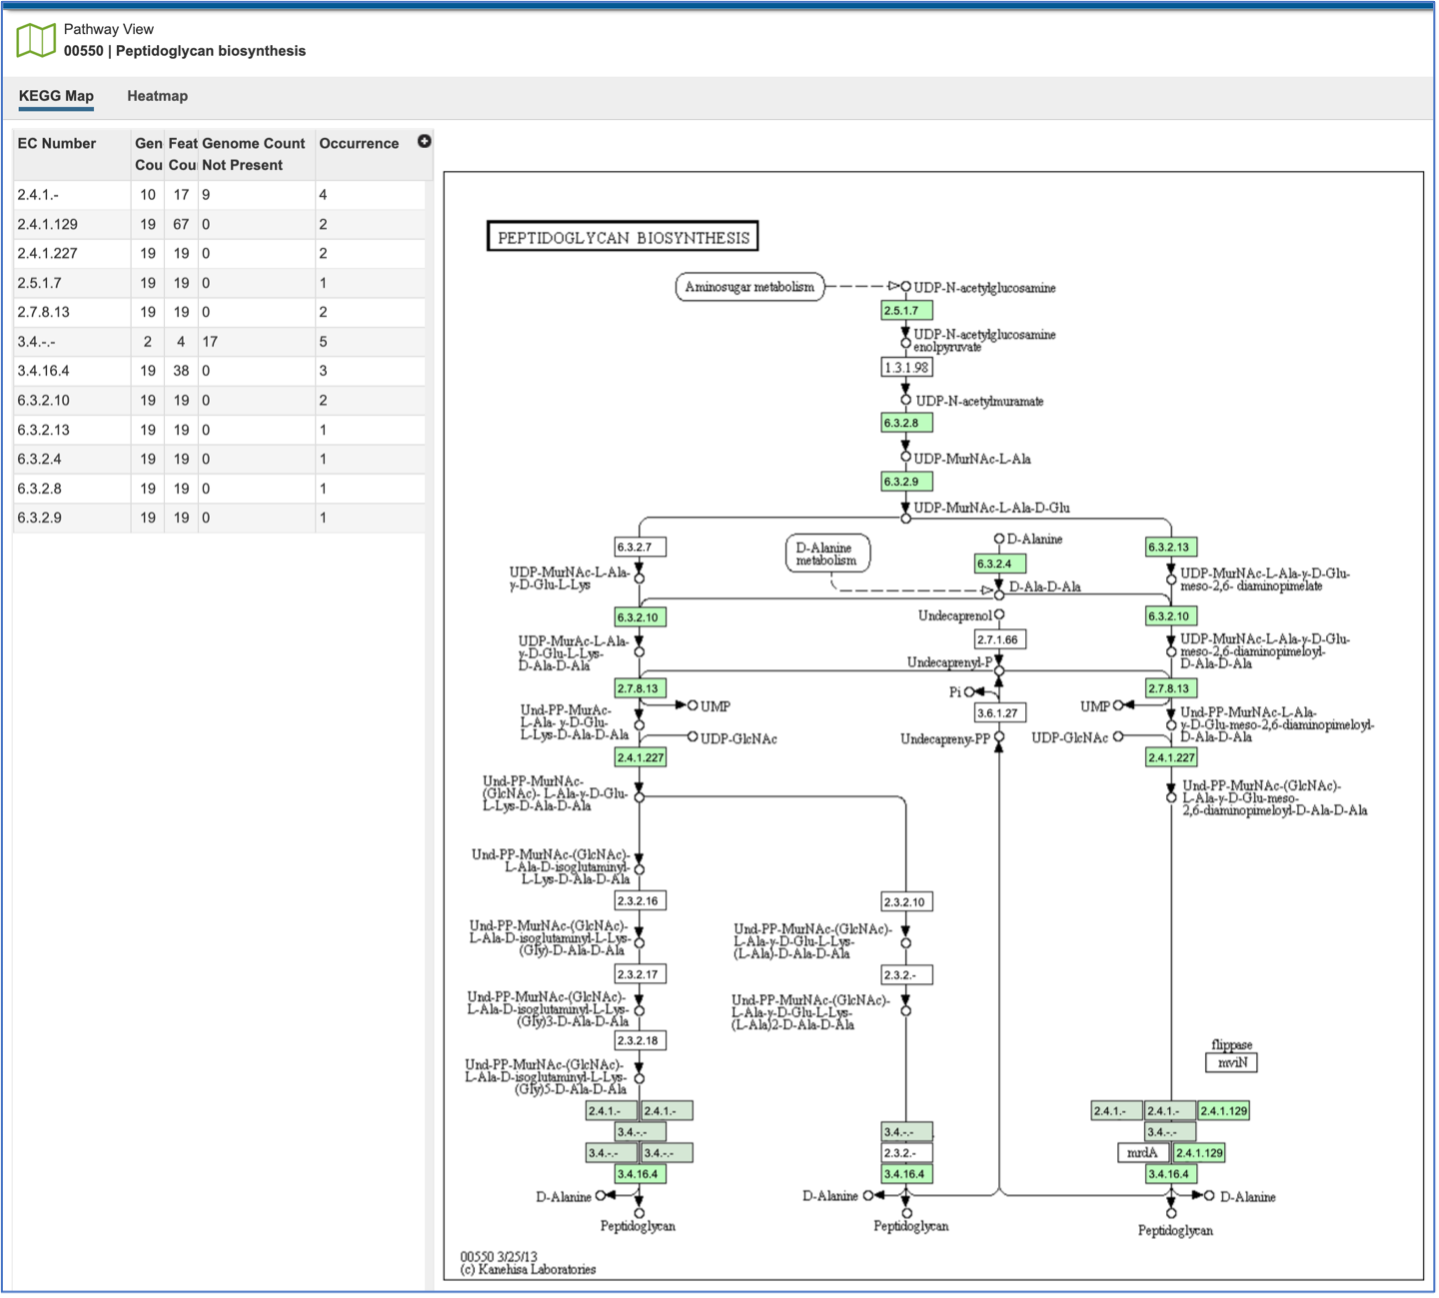 Pathway View
00550 | Peptidoglycan biosynthesis
KEGG Map
Heatmap
EC Number Gen Feat Genome Count Occurrence
Cou Cou Not Present
2.4.1.- 10 17 9 4
2.4.1.129 19 67 0 2
2.4.1.227 19 19 0 2
2.5.1.7 19 19 0 1
2.7.8.13 19 19 0 2
3.4.-.- 2 4 17 5
3.4.16.4 19 38 0 3
6.3.2.10 19 19 0 2
6.3.2.13 19 19 0 1
6.3.2.4 19 19 0 1
6.3.2.8 19 19 0 1
6.3.2.9 19 19 0 1
PEPTIDOGLYCAN BIOSYNTHESIS
Aminosugar metabolism
UDP-N-acetylglucosamine
2.5.1.7
UDP-N-acetylglucosamine
enolpyruvate
1.3.1.98
UDP-N-acetylmuramate
6.3.2.8
UDP-MurNAc-L-Ala
6.3.2.9
UDP-MurNAc-L-Ala-D-Glu
6.3.2.7
UDP-MurNAc-L-Ala-
γ-D-Glu-L-Lys
6.3.2.10
UDP-MurAc-L-Ala-
γ-D-Glu-L-Lys-
D-Ala-D-Ala
2.7.8.13
UMP
Und-PP-MurAc-
L-Ala-γ-D-Glu-
L-Lys-D-Ala-D-Ala
UDP-GlcNAc
2.4.1.227
Und-PP-MurNAc-
(GlcNAc)- L-Ala-γ-D-Glu-
L-Lys-D-Ala-D-Ala
D-Alanine
metabolism
D-Alanine
6.3.2.4
D-Ala-D-Ala
Undecaprenol
2.7.1.66
Undecaprenyl-P
Pi
3.6.1.27
Undecapreny-PP
6.3.2.13
UDP-MurNAc-L-Ala-γ-D-Glu-
meso-2,6- diaminopimelate
6.3.2.10
UDP-MurNAc-L-Ala-γ-D-Glu-
meso-2,6-diaminopimeloyl-
D-Ala-D-Ala
2.7.8.13
UMP
Und-PP-MurNAc-L-Ala-
γ-D-Glu-meso-2,6-diaminopimeloyl-
D-Ala-D-Ala
UDP-GlcNAc
2.4.1.227
Und-PP-MurNAc-(GlcNAc)-
L-Ala-γ-D-Glu-meso-
2,6-diaminopimeloyl-D-Ala-D-Ala
Und-PP-MurNAc-(GlcNAc)-
L-Ala-D-isoglutaminyl-
L-Lys-D-Ala-D-Ala
2.3.2.16
Und-PP-MurNAc-(GlcNAc)-
L-Ala-D-isoglutaminyl-L-Lys-
(Gly)-D-Ala-D-Ala
2.3.2.17
Und-PP-MurNAc-(GlcNAc)-
L-Ala-D-isoglutaminyl-L-Lys-
(Gly)3-D-Ala-D-Ala
2.3.2.18
Und-PP-MurNAc-(GlcNAc)-
L-Ala-D-isoglutaminyl-L-Lys-
(Gly)5-D-Ala-D-Ala
2.4.1.- 2.4.1.-
3.4.-.-
3.4.-.- 3.4.-.-
3.4.16.4
D-Alanine
Peptidoglycan
2.3.2.10
Und-PP-MurNAc-(GlcNAc)-
L-Ala-γ-D-Glu-L-Lys-
(L-Ala)-D-Ala-D-Ala
2.3.2.-
Und-PP-MurNAc-(GlcNAc)-
L-Ala-γ-D-Glu-L-Lys-
(L-Ala)2-D-Ala-D-Ala
3.4.-.-
2.3.2.-
3.4.16.4
D-Alanine
Peptidoglycan
flippase
mviN
2.4.1.- 2.4.1.- 2.4.1.129
3.4.-.-
mrdA 2.4.1.129
3.4.16.4
D-Alanine
Peptidoglycan
00550 3/25/13
(c) Kanehisa Laboratories